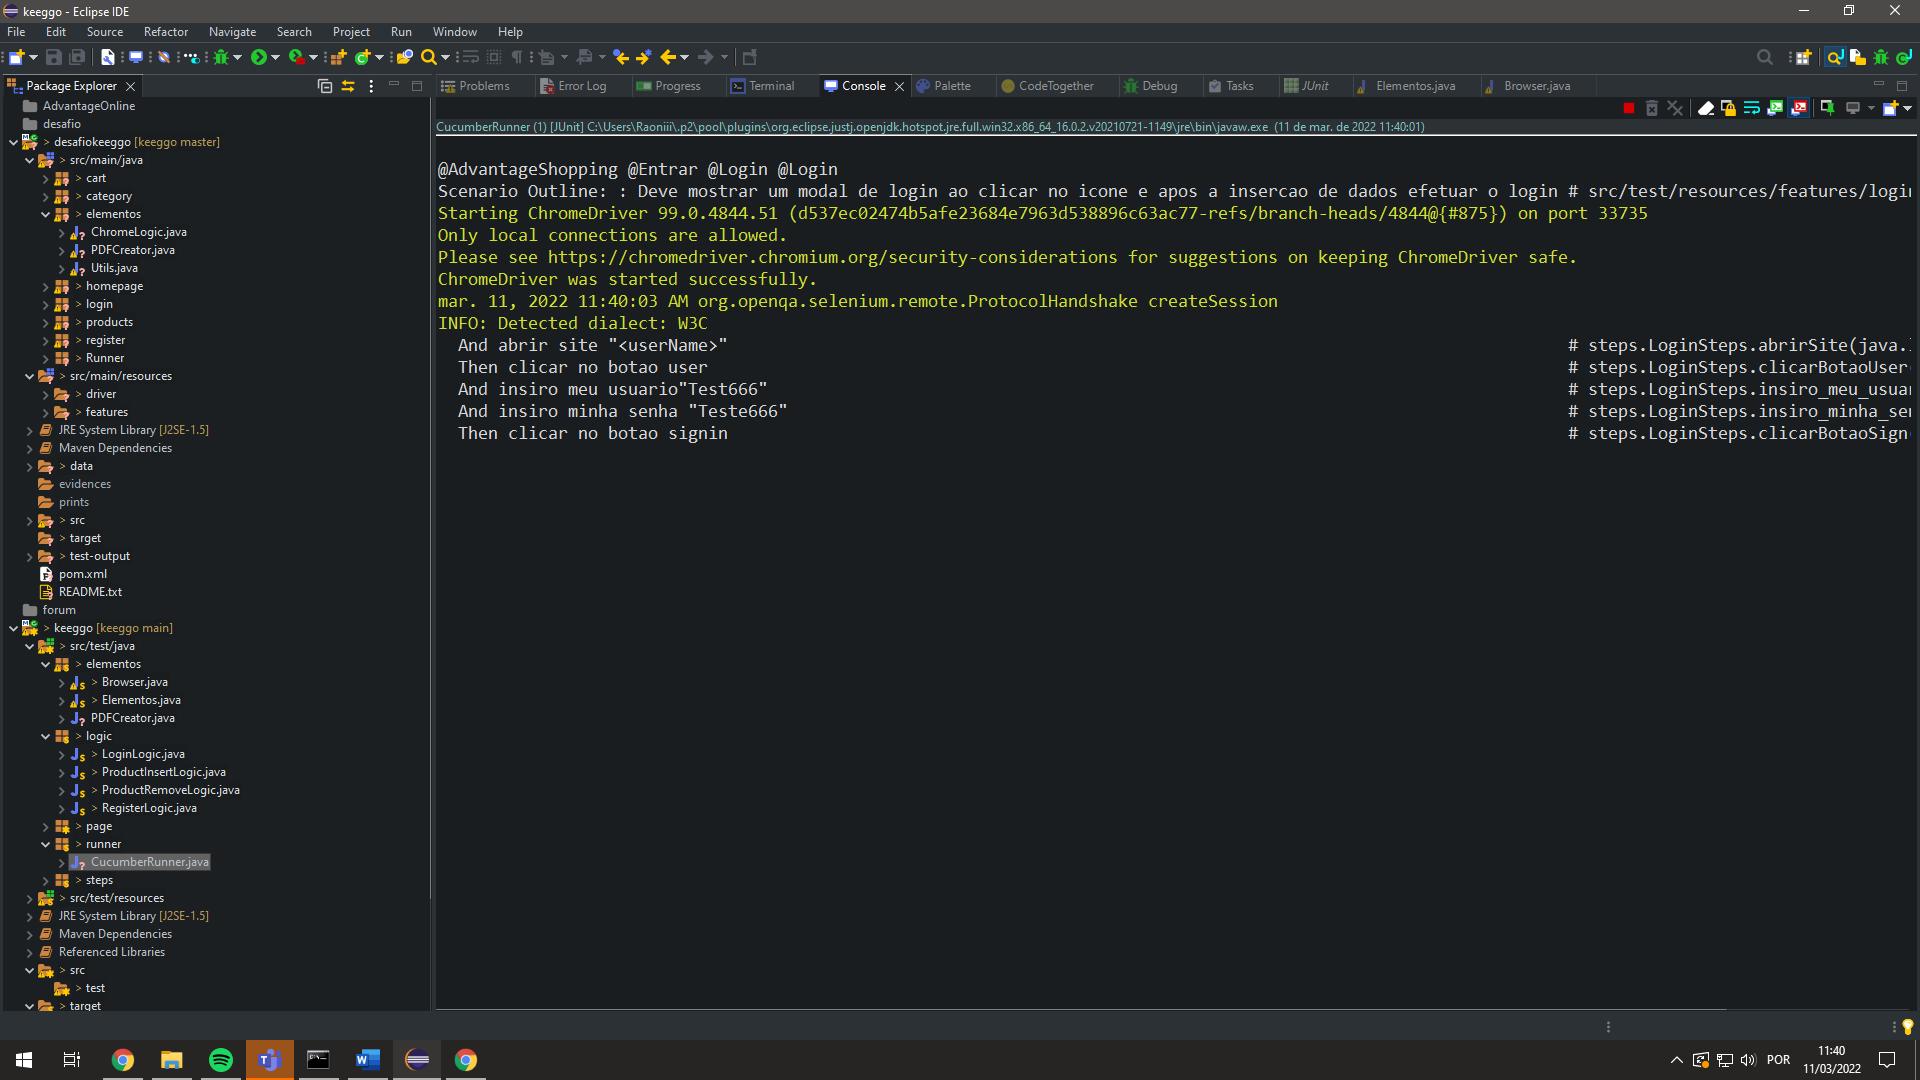 keeggo - Eclipse IDE
File Edit Source Refactor Navigate Search Project Run Window Help
Package Explorer
Problems Error Log Progress Terminal Console Palette CodeTogether Debug Tasks JUnit Elementos.java Browser.java
AdvantageOnline
desafio
> desafiokeeggo [keeggo master]
> src/main/java
> cart
> category
> elementos
ChromeLogic.java
PDFCreator.java
Utils.java
> homepage
> login
> products
> register
> Runner
> src/main/resources
> driver
> features
JRE System Library [J2SE-1.5]
Maven Dependencies
> data
evidences
prints
> src
> target
> test-output
pom.xml
README.txt
forum
> keeggo [keeggo main]
> src/test/java
> elementos
> Browser.java
> Elementos.java
PDFCreator.java
> logic
> LoginLogic.java
> ProductInsertLogic.java
> ProductRemoveLogic.java
> RegisterLogic.java
> page
> runner
CucumberRunner.java
> steps
> src/test/resources
JRE System Library [J2SE-1.5]
Maven Dependencies
Referenced Libraries
> src
> test
> target
CucumberRunner (1) [JUnit] C:\Users\Raoniii\.p2\pool\plugins\org.eclipse.justj.openjdk.hotspot.jre.full.win32.x86_64_16.0.2.v20210721-1149\jre\bin\javaw.exe (11 de mar. de 2022 11:40:01)
@AdvantageShopping @Entrar @Login @Login
Scenario Outline: : Deve mostrar um modal de login ao clicar no icone e apos a insercao de dados efetuar o login # src/test/resources/features/login
Starting ChromeDriver 99.0.4844.51 (d537ec02474b5afe23684e7963d538896c63ac77-refs/branch-heads/4844@{#875}) on port 33735
Only local connections are allowed.
Please see https://chromedriver.chromium.org/security-considerations for suggestions on keeping ChromeDriver safe.
ChromeDriver was started successfully.
mar. 11, 2022 11:40:03 AM org.openqa.selenium.remote.ProtocolHandshake createSession
INFO: Detected dialect: W3C
And abrir site "<userName>" # steps.LoginSteps.abrirSite(java.
Then clicar no botao user # steps.LoginSteps.clicarBotaoUser
And insiro meu usuario"Test666" # steps.LoginSteps.insiro_meu_usuar
And insiro minha senha "Teste666" # steps.LoginSteps.insiro_minha_se
Then clicar no botao signin # steps.LoginSteps.clicarBotaoSign
POR
11:40
11/03/2022